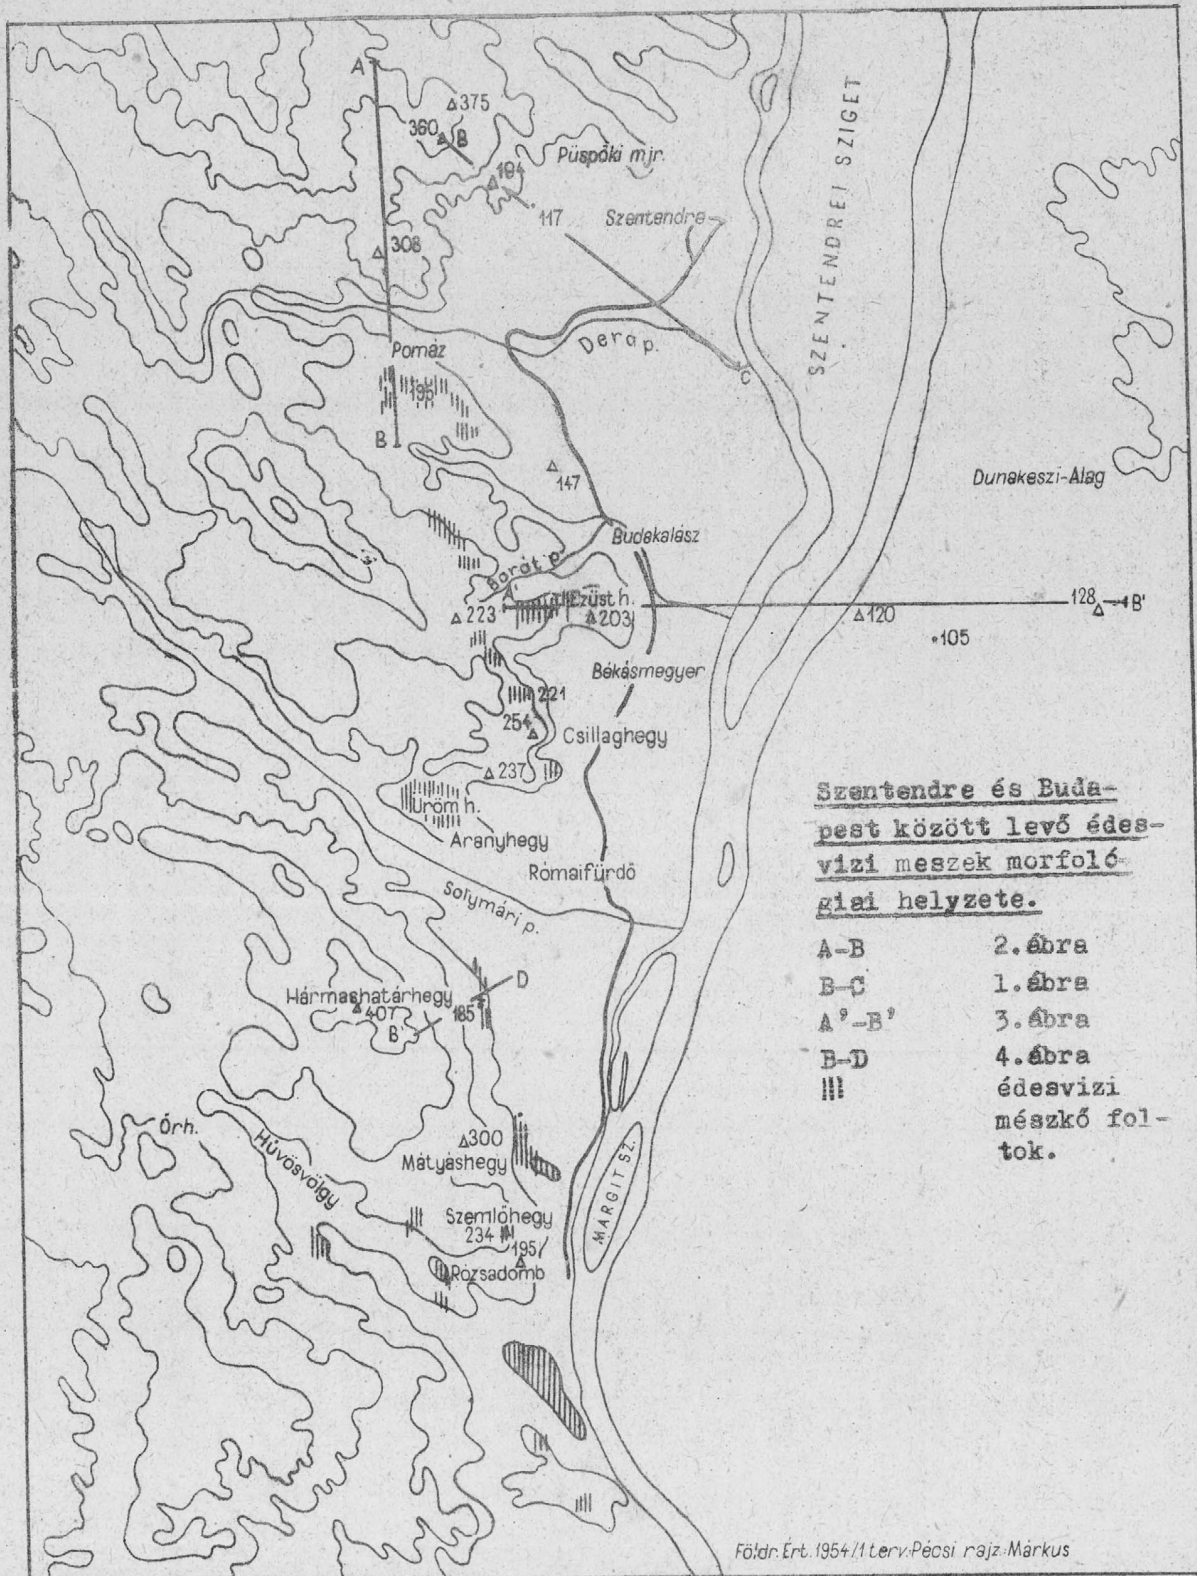 A
375
360
B
194
Püspöki mjr.
117
Szentendre
SZENTENDREI SZIGET
308
Dera p.
Pomáz
195
C
B
147
Dunakeszi-Alag
Budakalász
Barát p.
A'
Ezüst h.
223
203
120
128
B'
105
Békásmegyer
221
254
Csillaghegy
237
Üröm h.
Aranyhegy
Rómaifürdő
Solymári p.
Szentendre és Buda-
pest között levő édes-
vizi meszek morfoló-
giai helyzete.
A-B 2.ábra
B-C 1.ábra
A'-B' 3.ábra
B-D 4.ábra
édesvizi
mészkő fol-
tok.
D
Hármashatárhegy
407
185
B
Örh.
Hűvösvölgy
300
Mátyáshegy
MARGIT SZ.
Szemlőhegy
234
195
Rózsadomb
Földr. Ért. 1954/1 terv: Pécsi rajz: Márkus